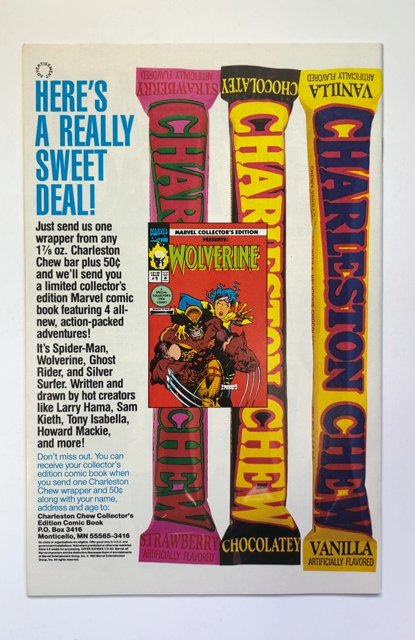 ADVERTISEMENT
HERE'S
A REALLY
SWEET
DEAL!
Just send us one
wrapper from any
1⅞ oz. Charleston
Chew bar plus 50¢
and we'll send you
a limited collector's
edition Marvel comic
book featuring 4 all-
new, action-packed
adventures!
It's Spider-Man,
Wolverine, Ghost
Rider, and Silver
Surfer. Written and
drawn by hot creators
like Larry Hama, Sam
Kieth, Tony Isabella,
Howard Mackie,
and more!
Don't miss out. You can
receive your collector's
edition comic book when
you send one Charleston
Chew wrapper and 50¢
along with your name,
address and age to:
Charleston Chew Collector's
Edition Comic Book
P.O. Box 3416
Monticello, MN 55565-3416
STRAWBERRY
ARTIFICIALLY FLAVORED
CHARLESTON CHEW
STRAWBERRY
ARTIFICIALLY FLAVORED
CHOCOLATEY
CHARLESTON CHEW
CHOCOLATEY
VANILLA
ARTIFICIALLY FLAVORED
CHARLESTON CHEW
VANILLA
ARTIFICIALLY FLAVORED
MARVEL COLLECTOR'S EDITION
PRESENTS:
WOLVERINE
#1